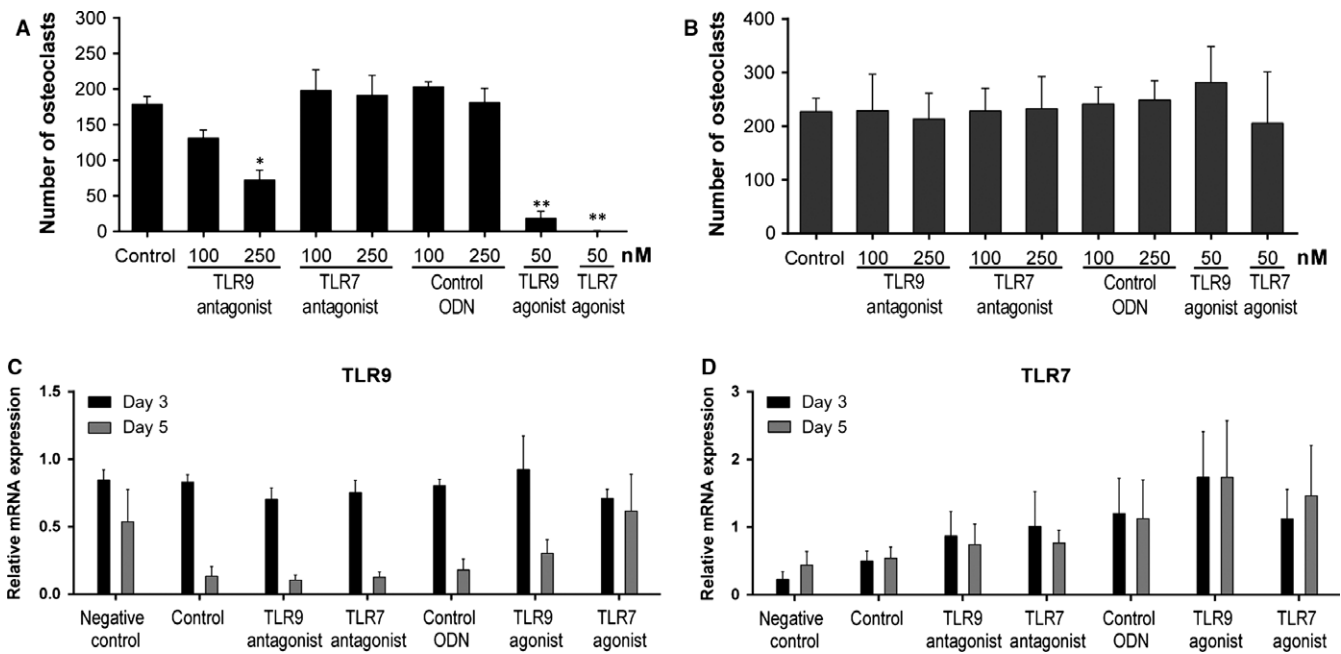 A
Number of osteoclasts
300
250
200
150
100
50
0
*
**
**
Control 100 250 100 250 100 250 50 50 nM
TLR9 antagonist
TLR7 antagonist
Control ODN
TLR9 agonist
TLR7 agonist
B
Number of osteoclasts
400
300
200
100
0
Control 100 250 100 250 100 250 50 50 nM
TLR9 antagonist
TLR7 antagonist
Control ODN
TLR9 agonist
TLR7 agonist
C
TLR9
Relative mRNA expression
1.5
1.0
0.5
0.0
Day 3
Day 5
Negative control
Control
TLR9 antagonist
TLR7 antagonist
Control ODN
TLR9 agonist
TLR7 agonist
D
TLR7
Relative mRNA expression
3
2
1
0
Day 3
Day 5
Negative control
Control
TLR9 antagonist
TLR7 antagonist
Control ODN
TLR9 agonist
TLR7 agonist